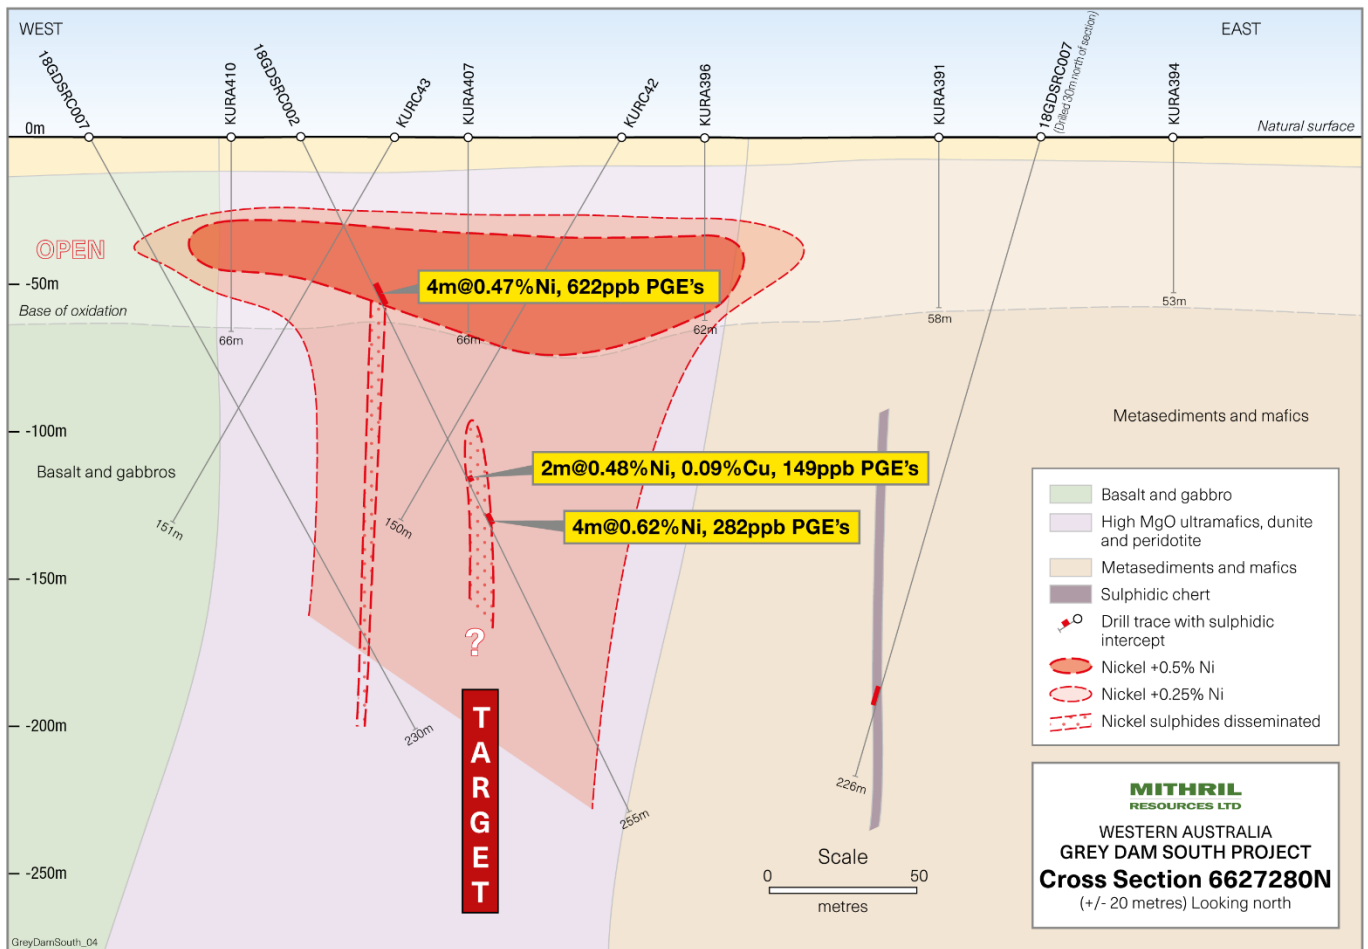 WEST
EAST
18GDSRC007
KURA410
18GDSRC002
KURC43
KURA407
KURC42
KURA396
KURA391
18GDSRC007
(Drilled 30m north of section)
KURA394
0m
Natural surface
OPEN
-50m
4m@0.47%Ni, 622ppb PGE's
Base of oxidation
66m
66m
62m
58m
53m
-100m
Metasediments and mafics
Basalt and gabbros
2m@0.48%Ni, 0.09%Cu, 149ppb PGE's
4m@0.62%Ni, 282ppb PGE's
151m
150m
-150m
?
-200m
230m
226m
255m
-250m
TARGET
Basalt and gabbro
High MgO ultramafics, dunite
and peridotite
Metasediments and mafics
Sulphidic chert
Drill trace with sulphidic
intercept
Nickel +0.5% Ni
Nickel +0.25% Ni
Nickel sulphides disseminated
Scale
0 50
metres
MITHRIL
RESOURCES LTD
WESTERN AUSTRALIA
GREY DAM SOUTH PROJECT
Cross Section 6627280N
(+/- 20 metres) Looking north
GreyDamSouth_04